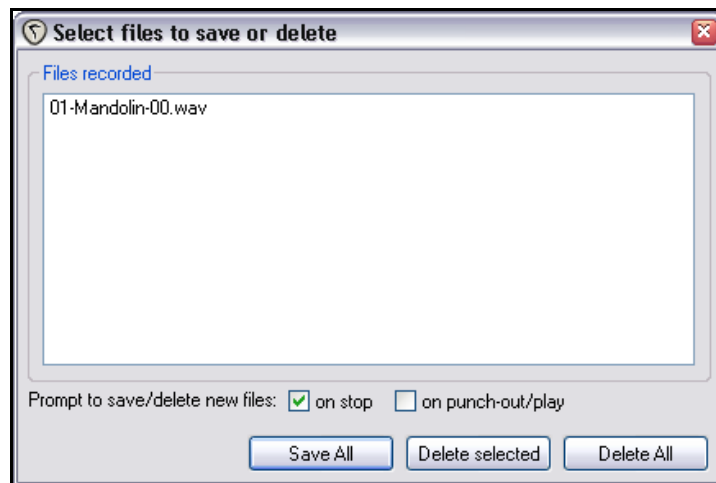 Select files to save or delete
Files recorded
01-Mandolin-00.wav
Prompt to save/delete new files: on stop on punch-out/play
Save All Delete selected Delete All